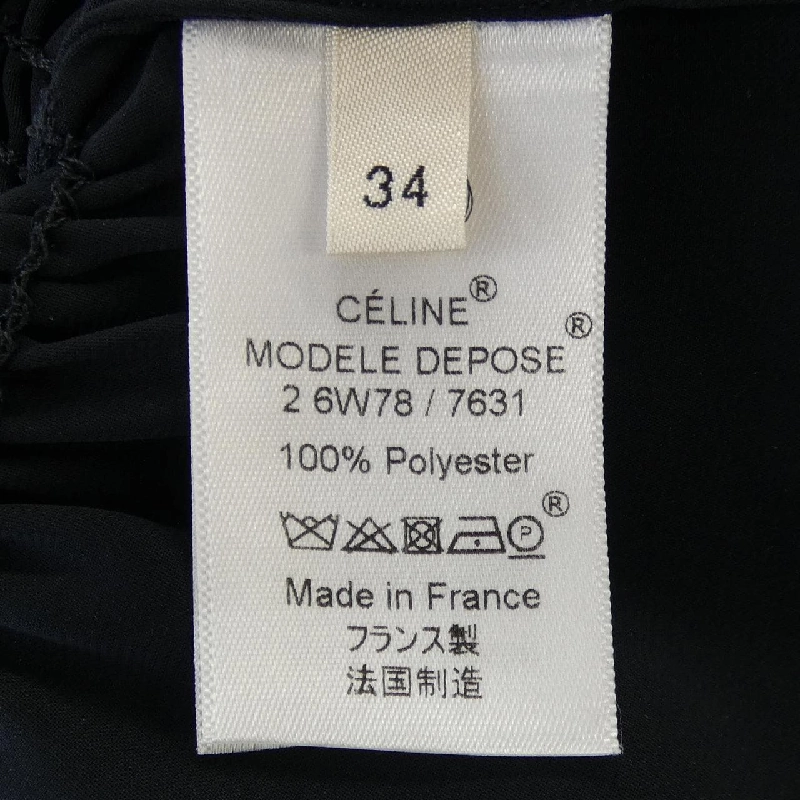 34
CÉLINE®
MODELE DEPOSE®
2 6W78 / 7631
100% Polyester
P ®
Made in France
フランス製
法国制造